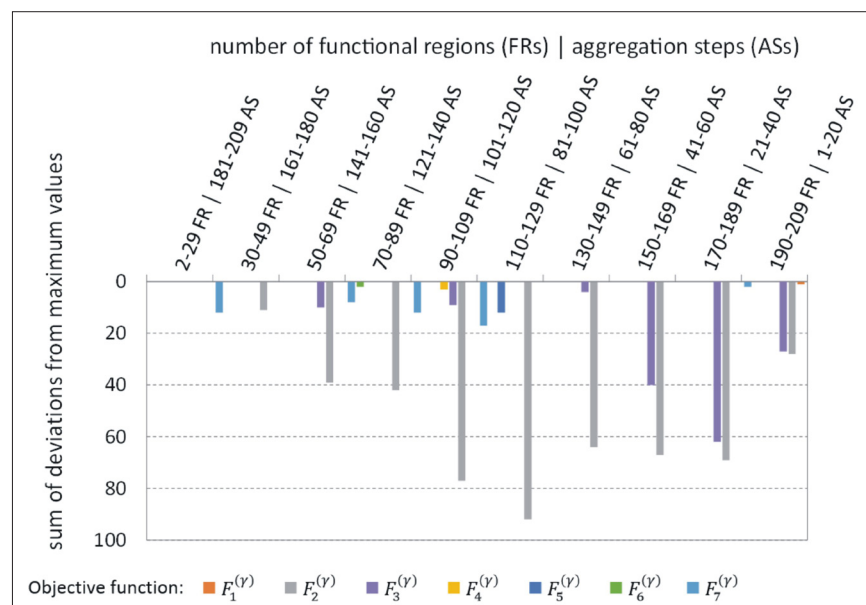 number of functional regions (FRs) | aggregation steps (ASs)
2-29 FR | 181-209 AS
30-49 FR | 161-180 AS
50-69 FR | 141-160 AS
70-89 FR | 121-140 AS
90-109 FR | 101-120 AS
110-129 FR | 81-100 AS
130-149 FR | 61-80 AS
150-169 FR | 41-60 AS
170-189 FR | 21-40 AS
190-209 FR | 1-20 AS
sum of deviations from maximum values
0
20
40
60
80
100
Objective function: F₁^(γ) F₂^(γ) F₃^(γ) F₄^(γ) F₅^(γ) F₆^(γ) F₇^(γ)